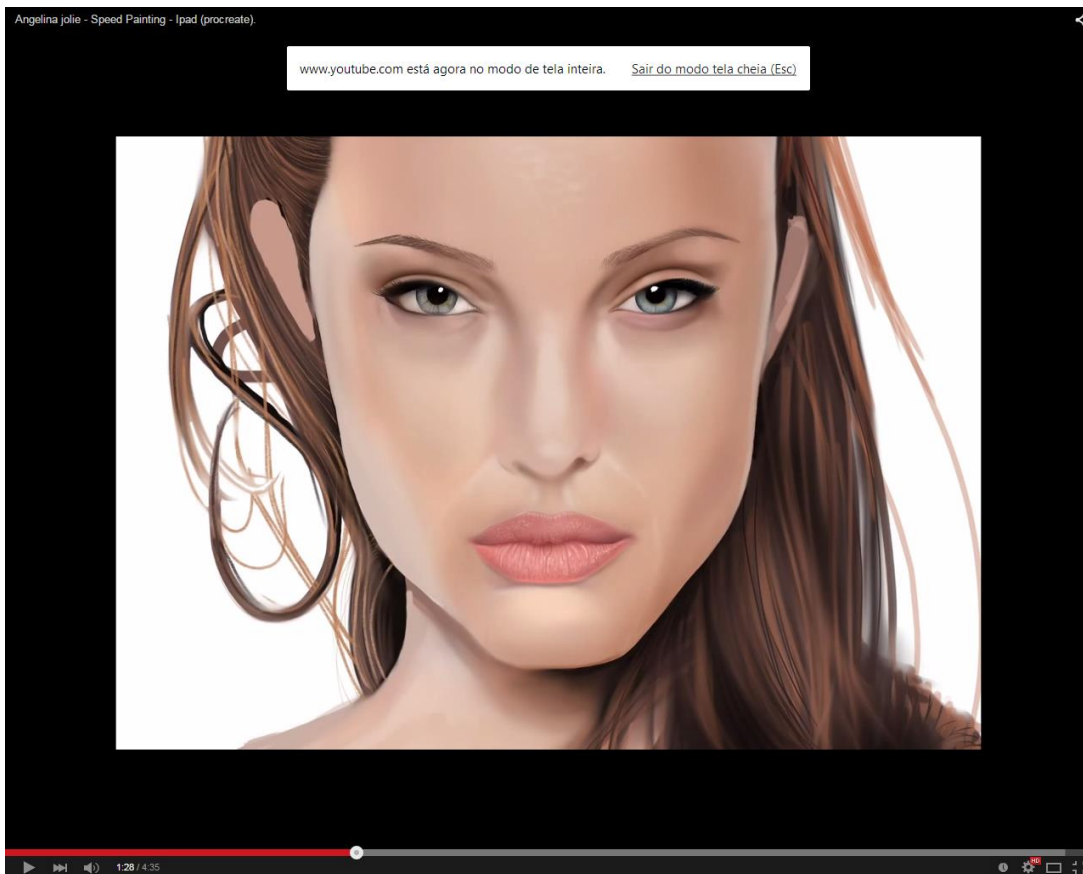 Angelina jolie - Speed Painting - Ipad (procreate).
www.youtube.com está agora no modo de tela inteira. Sair do modo tela cheia (Esc)
1:28 / 4:35
HD